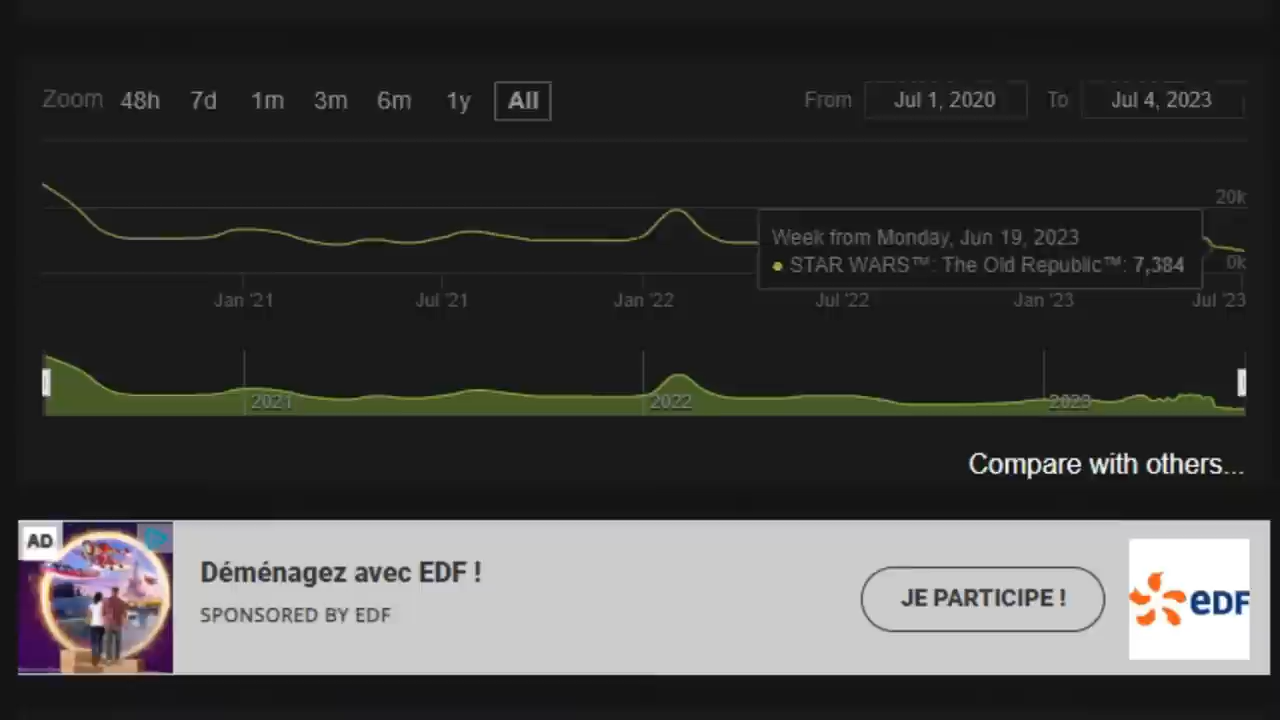 Zoom 48h 7d 1m 3m 6m 1y All From Jul 1, 2020 To Jul 4, 2023
20k
Week from Monday, Jun 19, 2023
● STAR WARS™: The Old Republic™: 7,384
0k
Jan '21 Jul '21 Jan '22 Jul '22 Jan '23 Jul '23
2021 2022 2023
Compare with others...
AD
Déménagez avec EDF !
SPONSORED BY EDF
JE PARTICIPE !
eDF